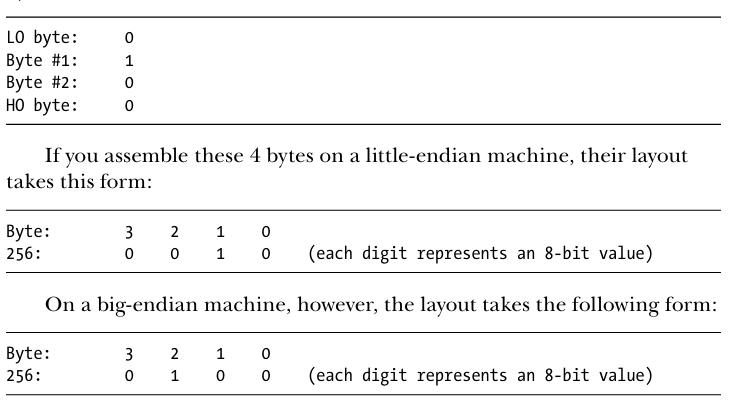 LO byte: 0
Byte #1: 1
Byte #2: 0
HO byte: 0
If you assemble these 4 bytes on a little-endian machine, their layout
takes this form:
Byte: 3 2 1 0
256: 0 0 1 0 (each digit represents an 8-bit value)
On a big-endian machine, however, the layout takes the following form:
Byte: 3 2 1 0
256: 0 1 0 0 (each digit represents an 8-bit value)